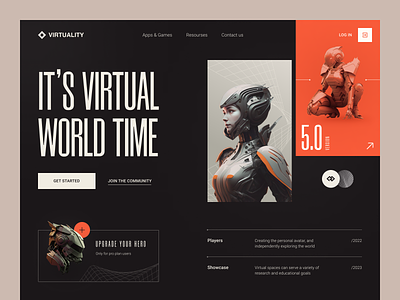 VIRTUALITY
Apps & Games
Resourses
Contact us
LOG IN
IT'S VIRTUAL
WORLD TIME
5.0
VERSION
GET STARTED
JOIN THE COMMUNITY
UPGRADE YOUR HERO
Only for pro plan users
Players
Creating the personal avatar, and
independently exploring the world
/2022
Showcase
Virtual spaces can serve a variety of
research and educational goals
/2023